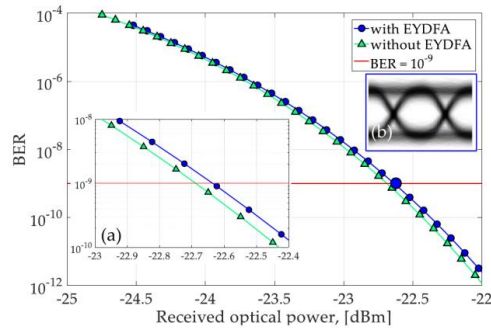 10^-4
10^-6
10^-8
10^-10
10^-12
BER
with EYDFA
without EYDFA
BER = 10^-9
(b)
10^-8
10^-9
10^-10
(a)
-23 -22.9 -22.8 -22.7 -22.6 -22.5 -22.4
-25 -24.5 -24 -23.5 -23 -22.5 -22
Received optical power, [dBm]